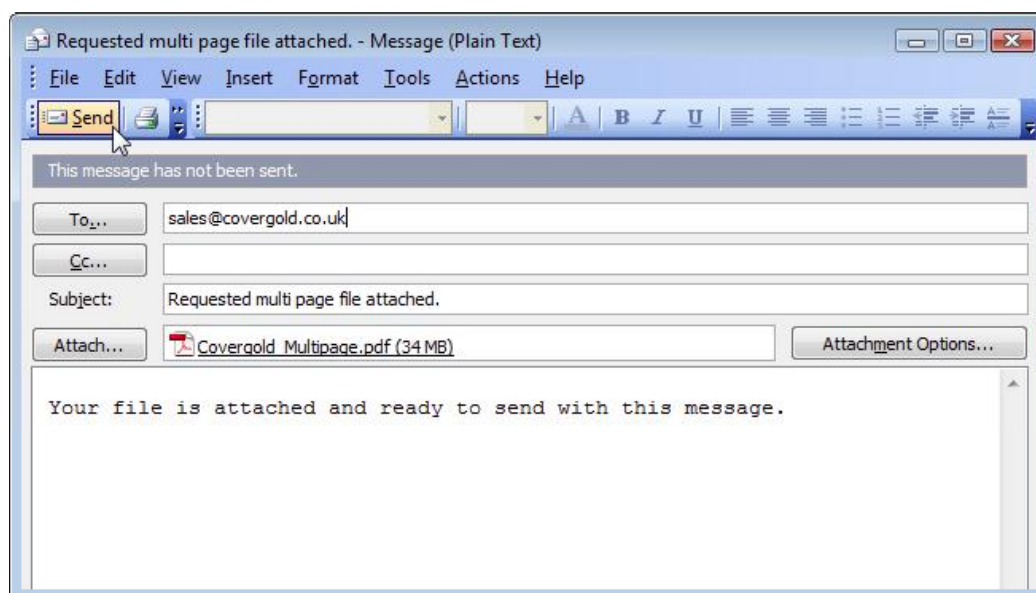 Requested multi page file attached. - Message (Plain Text)
File Edit View Insert Format Tools Actions Help
Send A B I U
This message has not been sent.
To... sales@covergold.co.uk
Cc...
Subject: Requested multi page file attached.
Attach... Covergold_Multipage.pdf (34 MB) Attachment Options...
Your file is attached and ready to send with this message.